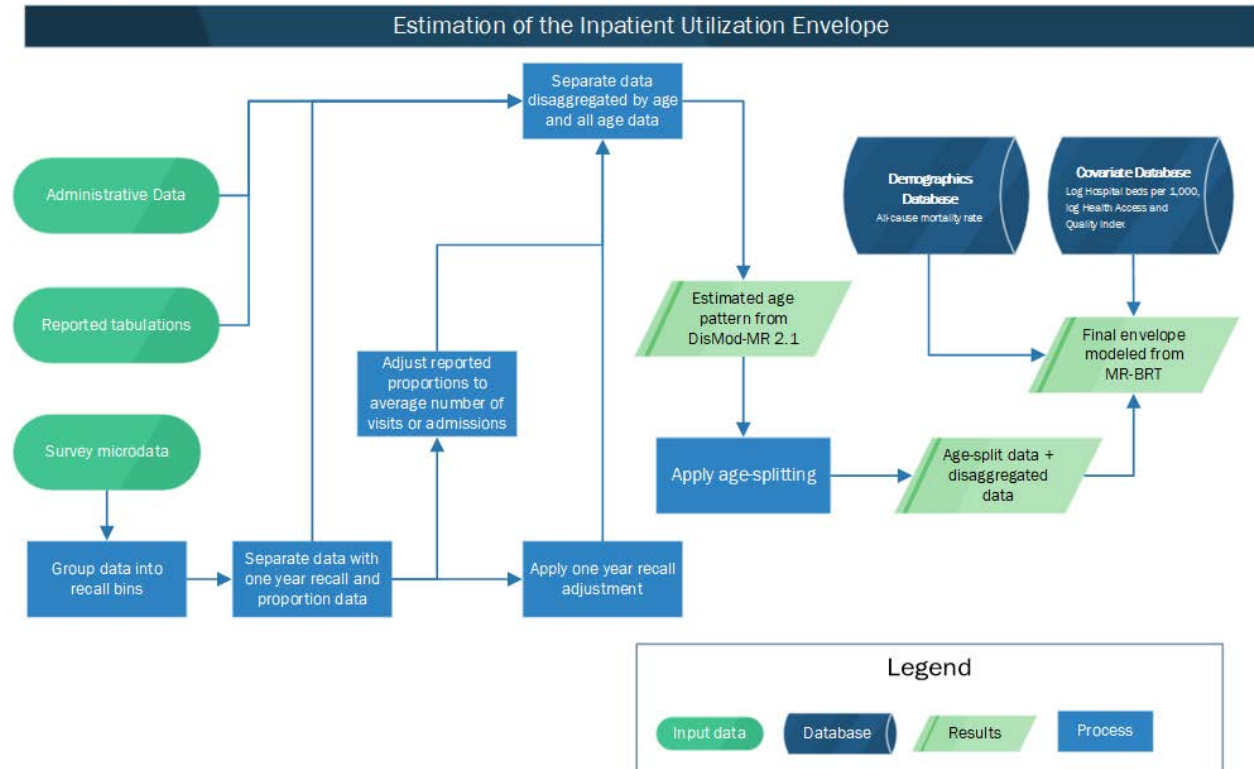 Estimation of the Inpatient Utilization Envelope
Separate data
disaggregated by age
and all age data
Administrative Data
Demographics
Database
All-cause mortality rate
Covariate Database
Log Hospital beds per 1,000,
log Health Access and
Quality Index
Reported tabulations
Estimated age
pattern from
DisMod-MR 2.1
Final envelope
modeled from
MR-BRT
Adjust reported
proportions to
average number of
visits or admissions
Survey microdata
Apply age-splitting
Age-split data +
disaggregated
data
Group data into
recall bins
Separate data with
one year recall and
proportion data
Apply one year recall
adjustment
Legend
Input data
Database
Results
Process